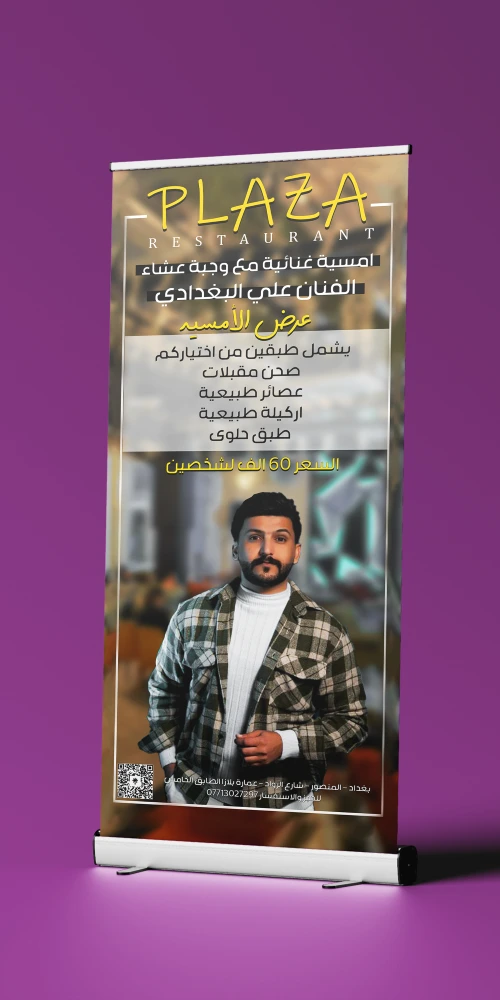 PLAZA
RESTAURANT
امسية غنائية مع وجبة عشاء
الفنان علي البغدادي
عرض الأمسيه
يشمل طبقين من اختياركم
صحن مقبلات
عصائر طبيعية
اركيلة طبيعية
طبق حلوى
السعر 60 الف لشخصين
بغداد - المنصور - شارع الرواد - عمارة بلازا الطابق الخامس
للحجز والاستفسار 07713027297